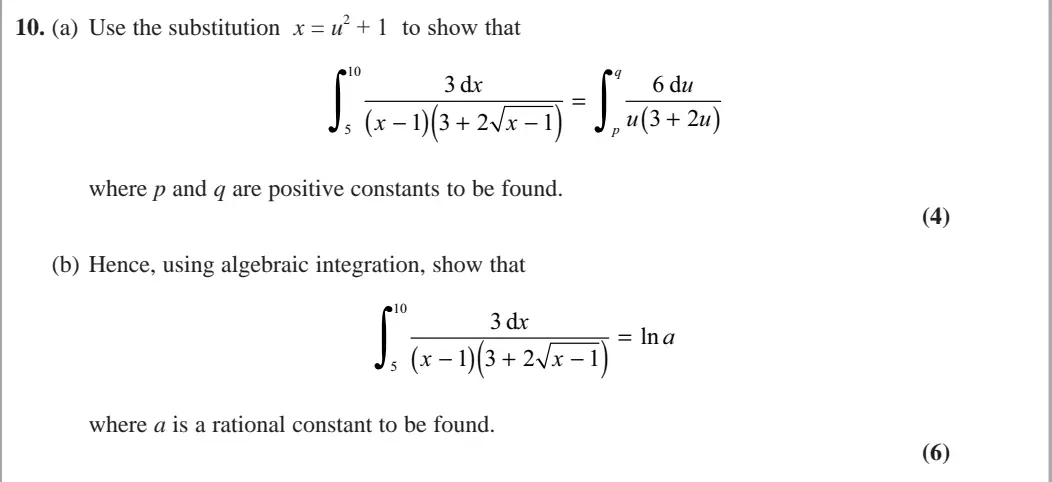 10. (a) Use the substitution x = u² + 1 to show that
∫₅¹⁰ 3 dx / ((x − 1)(3 + 2√(x − 1))) = ∫ₚ^q 6 du / (u(3 + 2u))
where p and q are positive constants to be found.
(4)
(b) Hence, using algebraic integration, show that
∫₅¹⁰ 3 dx / ((x − 1)(3 + 2√(x − 1))) = ln a
where a is a rational constant to be found.
(6)